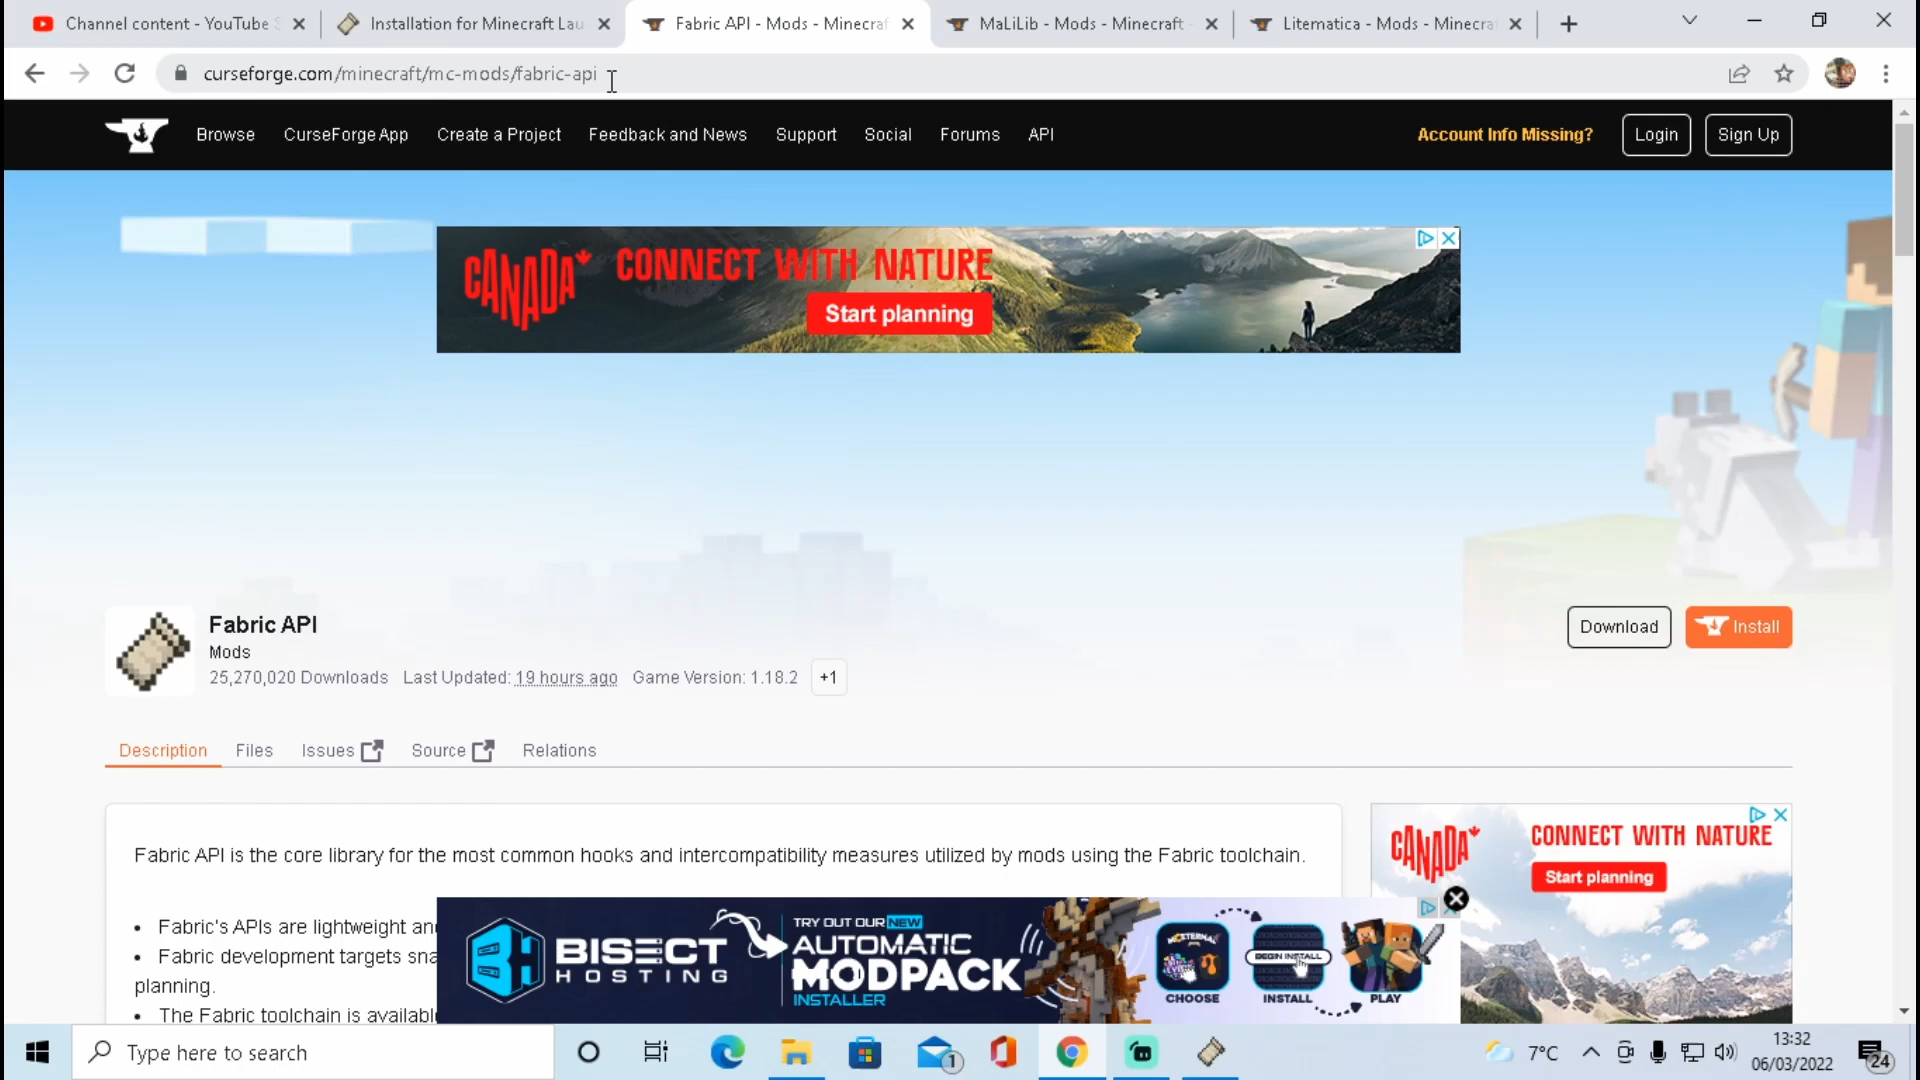 Channel content - YouTube S
Installation for Minecraft Lau
Fabric API - Mods - Minecraf
MaLiLib - Mods - Minecraft -
Litematica - Mods - Minecra
curseforge.com/minecraft/mc-mods/fabric-api
Browse
CurseForge App
Create a Project
Feedback and News
Support
Social
Forums
API
Account Info Missing?
Login
Sign Up
CANADA
CONNECT WITH NATURE
Start planning
Fabric API
Mods
25,270,020 Downloads Last Updated: 19 hours ago Game Version: 1.18.2 +1
Download
Install
Description
Files
Issues
Source
Relations
Fabric API is the core library for the most common hooks and intercompatibility measures utilized by mods using the Fabric toolchain.
• Fabric's APIs are lightweight an
• Fabric development targets sna
planning.
• The Fabric toolchain is availabl
CANADA
CONNECT WITH NATURE
Start planning
BISECT
HOSTING
TRY OUT OUR NEW
AUTOMATIC
MODPACK
INSTALLER
BEGIN INSTALL
CHOOSE
INSTALL
PLAY
Type here to search
1
7°C
13:32
06/03/2022
24